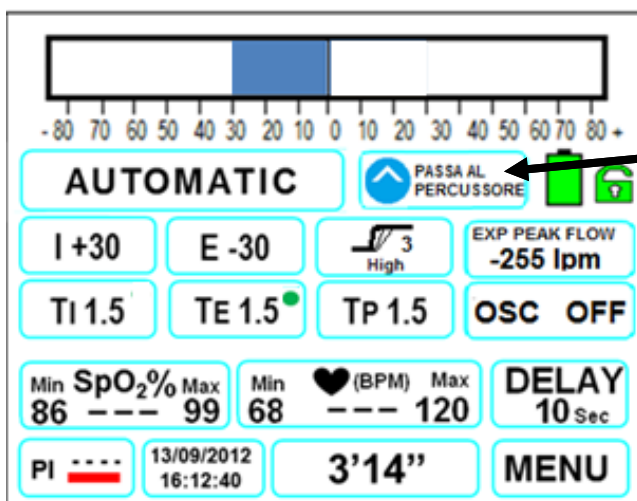 - 80 70 60 50 40 30 20 10 0 10 20 30 40 50 60 70 80 +
AUTOMATIC
PASSA AL
PERCUSSORE
I +30
E -30
3
High
EXP PEAK FLOW
-255 lpm
TI 1.5
TE 1.5
TP 1.5
OSC OFF
Min SpO2% Max
86 --- 99
Min (BPM) Max
68 --- 120
DELAY
10 Sec
PI ----
13/09/2012
16:12:40
3’14”
MENU